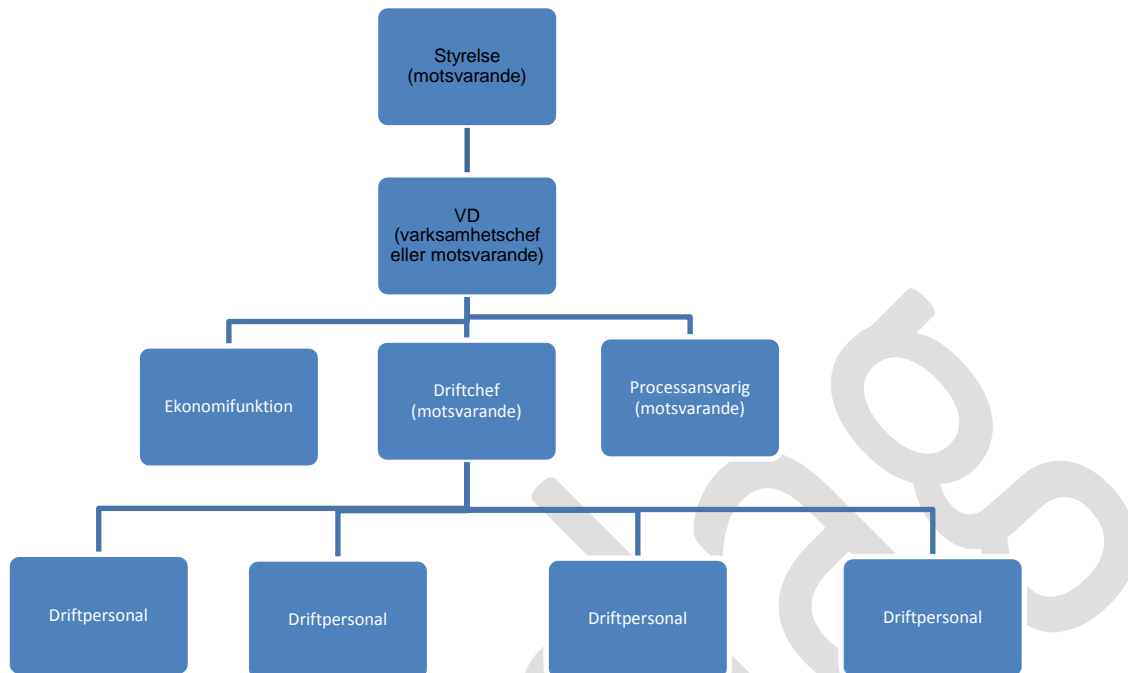 Styrelse
(motsvarande)
VD
(varksamhetschef
eller motsvarande)
Ekonomifunktion
Driftchef
(motsvarande)
Processansvarig
(motsvarande)
Driftpersonal
Driftpersonal
Driftpersonal
Driftpersonal